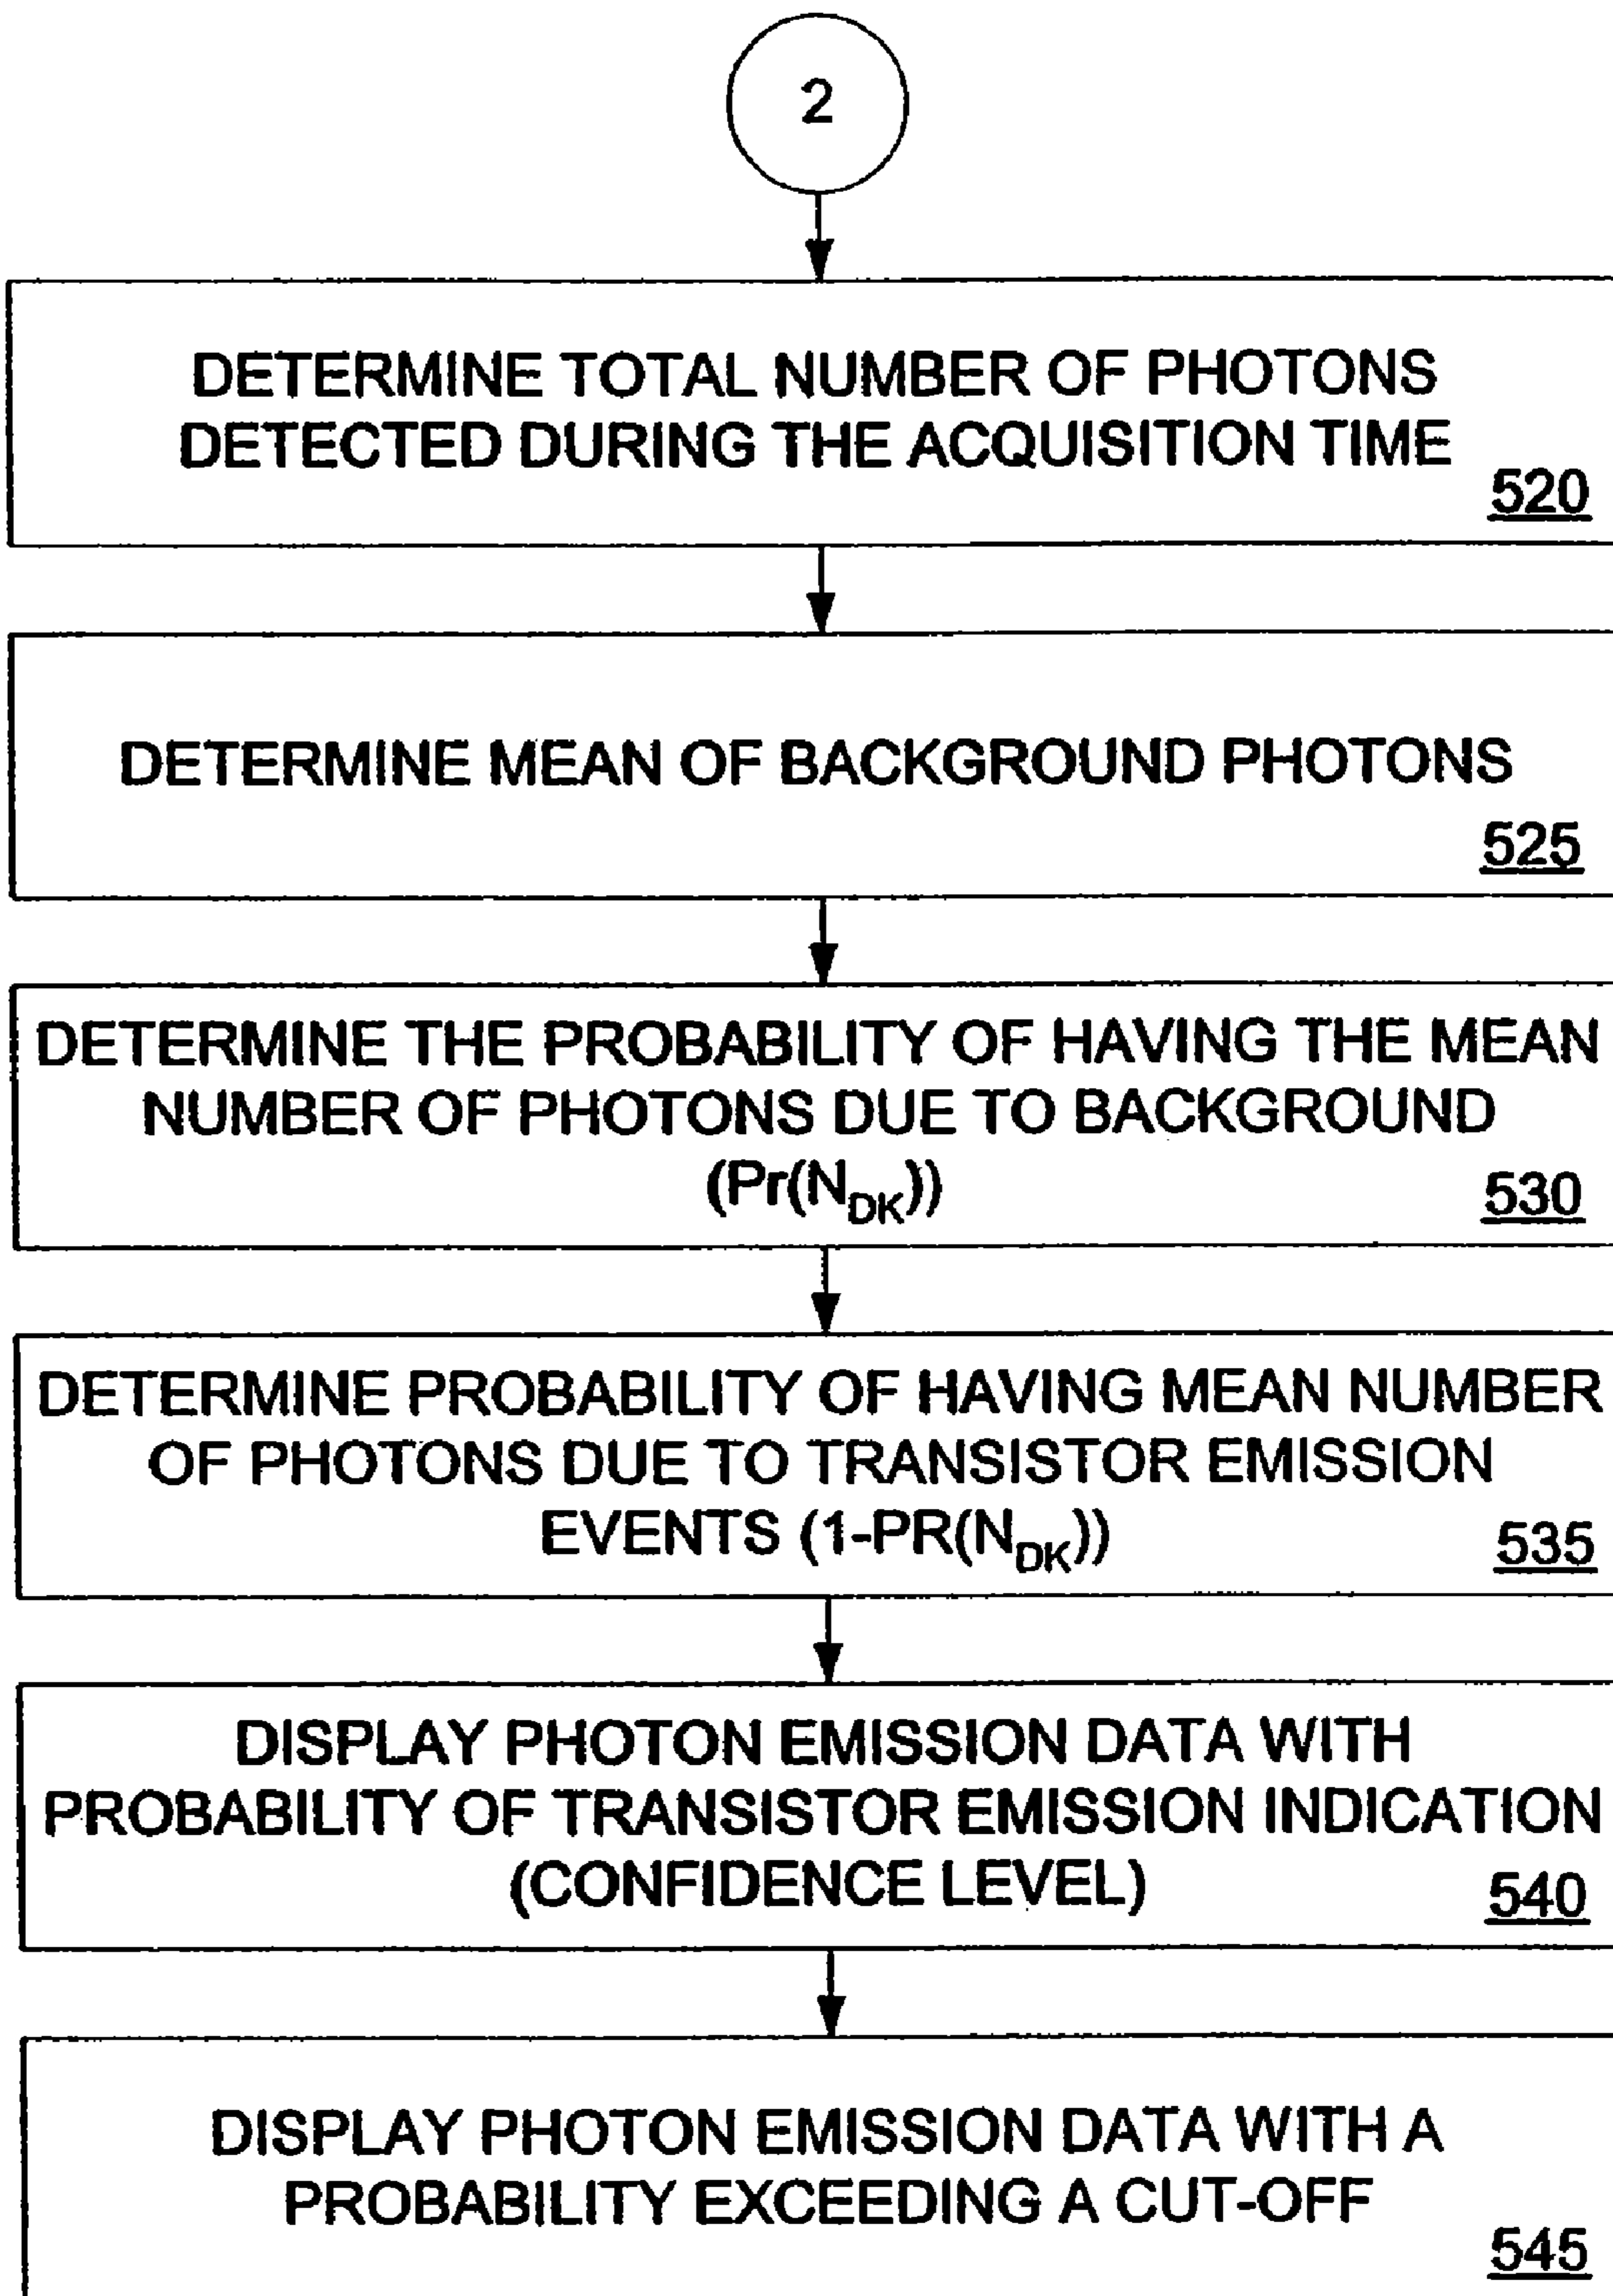 2
DETERMINE TOTAL NUMBER OF PHOTONS
DETECTED DURING THE ACQUISITION TIME
520
DETERMINE MEAN OF BACKGROUND PHOTONS
525
DETERMINE THE PROBABILITY OF HAVING THE MEAN
NUMBER OF PHOTONS DUE TO BACKGROUND
(Pr(N_DK))
530
DETERMINE PROBABILITY OF HAVING MEAN NUMBER
OF PHOTONS DUE TO TRANSISTOR EMISSION
EVENTS (1-PR(N_DK))
535
DISPLAY PHOTON EMISSION DATA WITH
PROBABILITY OF TRANSISTOR EMISSION INDICATION
(CONFIDENCE LEVEL)
540
DISPLAY PHOTON EMISSION DATA WITH A
PROBABILITY EXCEEDING A CUT-OFF
545